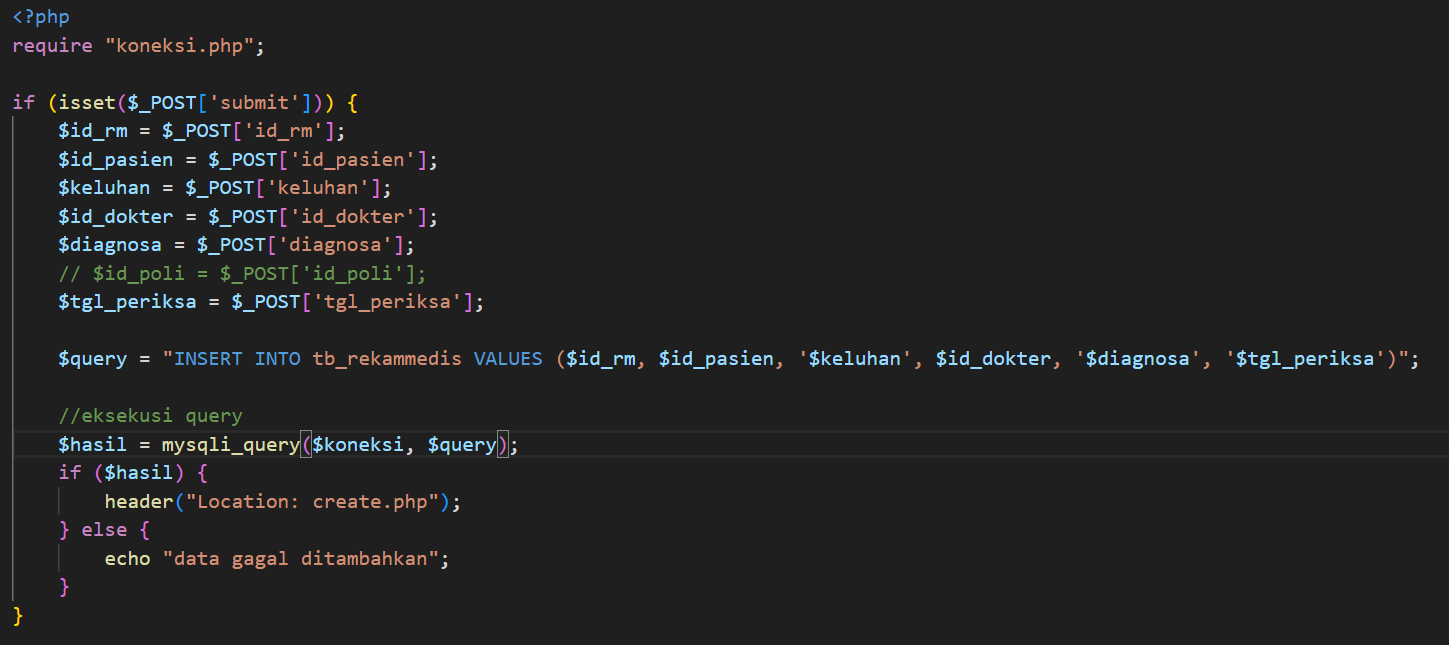 <?php
require "koneksi.php";
if (isset($_POST['submit'])) {
$id_rm = $_POST['id_rm'];
$id_pasien = $_POST['id_pasien'];
$keluhan = $_POST['keluhan'];
$id_dokter = $_POST['id_dokter'];
$diagnosa = $_POST['diagnosa'];
// $id_poli = $_POST['id_poli'];
$tgl_periksa = $_POST['tgl_periksa'];
$query = "INSERT INTO tb_rekammedis VALUES ($id_rm, $id_pasien, '$keluhan', $id_dokter, '$diagnosa', '$tgl_periksa')";
//eksekusi query
$hasil = mysqli_query($koneksi, $query);
if ($hasil) {
header("Location: create.php");
} else {
echo "data gagal ditambahkan";
}
}